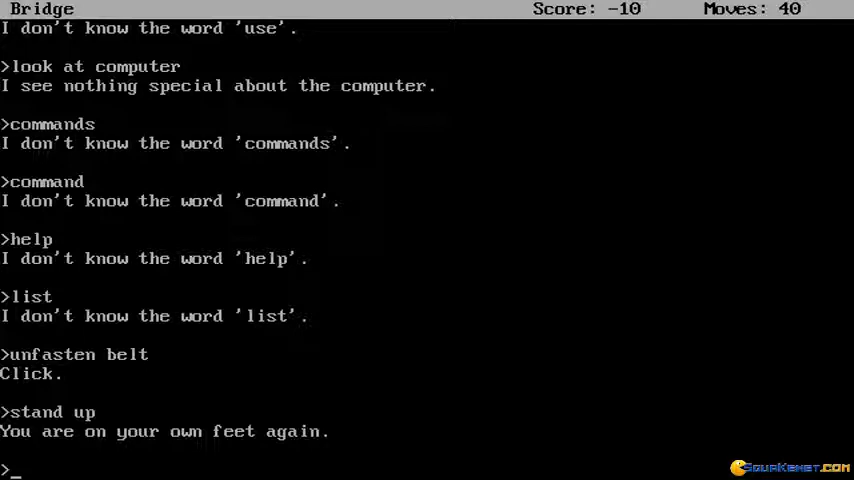 Bridge Score: -10 Moves: 40
I don't know the word 'use'.
>look at computer
I see nothing special about the computer.
>commands
I don't know the word 'commands'.
>command
I don't know the word 'command'.
>help
I don't know the word 'help'.
>list
I don't know the word 'list'.
>unfasten belt
Click.
>stand up
You are on your own feet again.
>_
SquaKenet.com